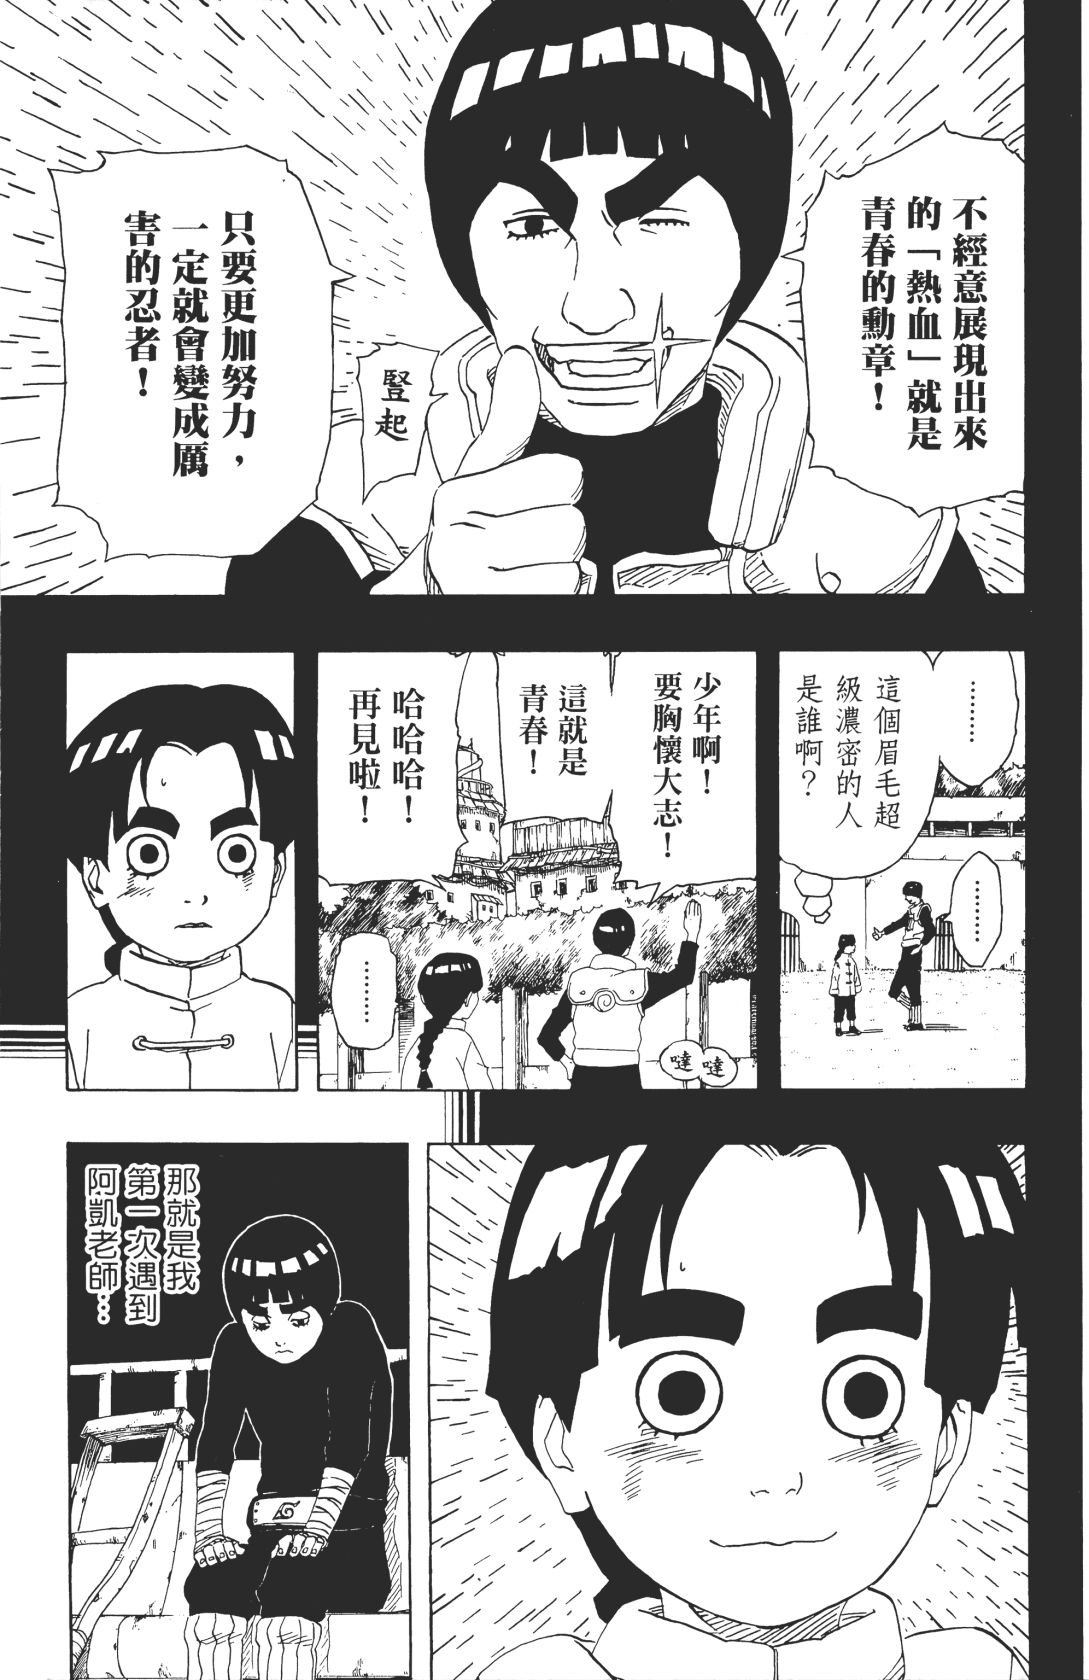 不經意展現出來
的「熱血」就是
青春的勳章！
豎起
只要更加努力，
一定就會變成厲
害的忍者！
………
這個眉毛超
級濃密的人
是誰啊？
………
少年啊！
要胸懷大志！
這就是
青春！
哈哈哈！
再見啦！
………
噠
噠
那就是我
第一次遇到
阿凱老師…